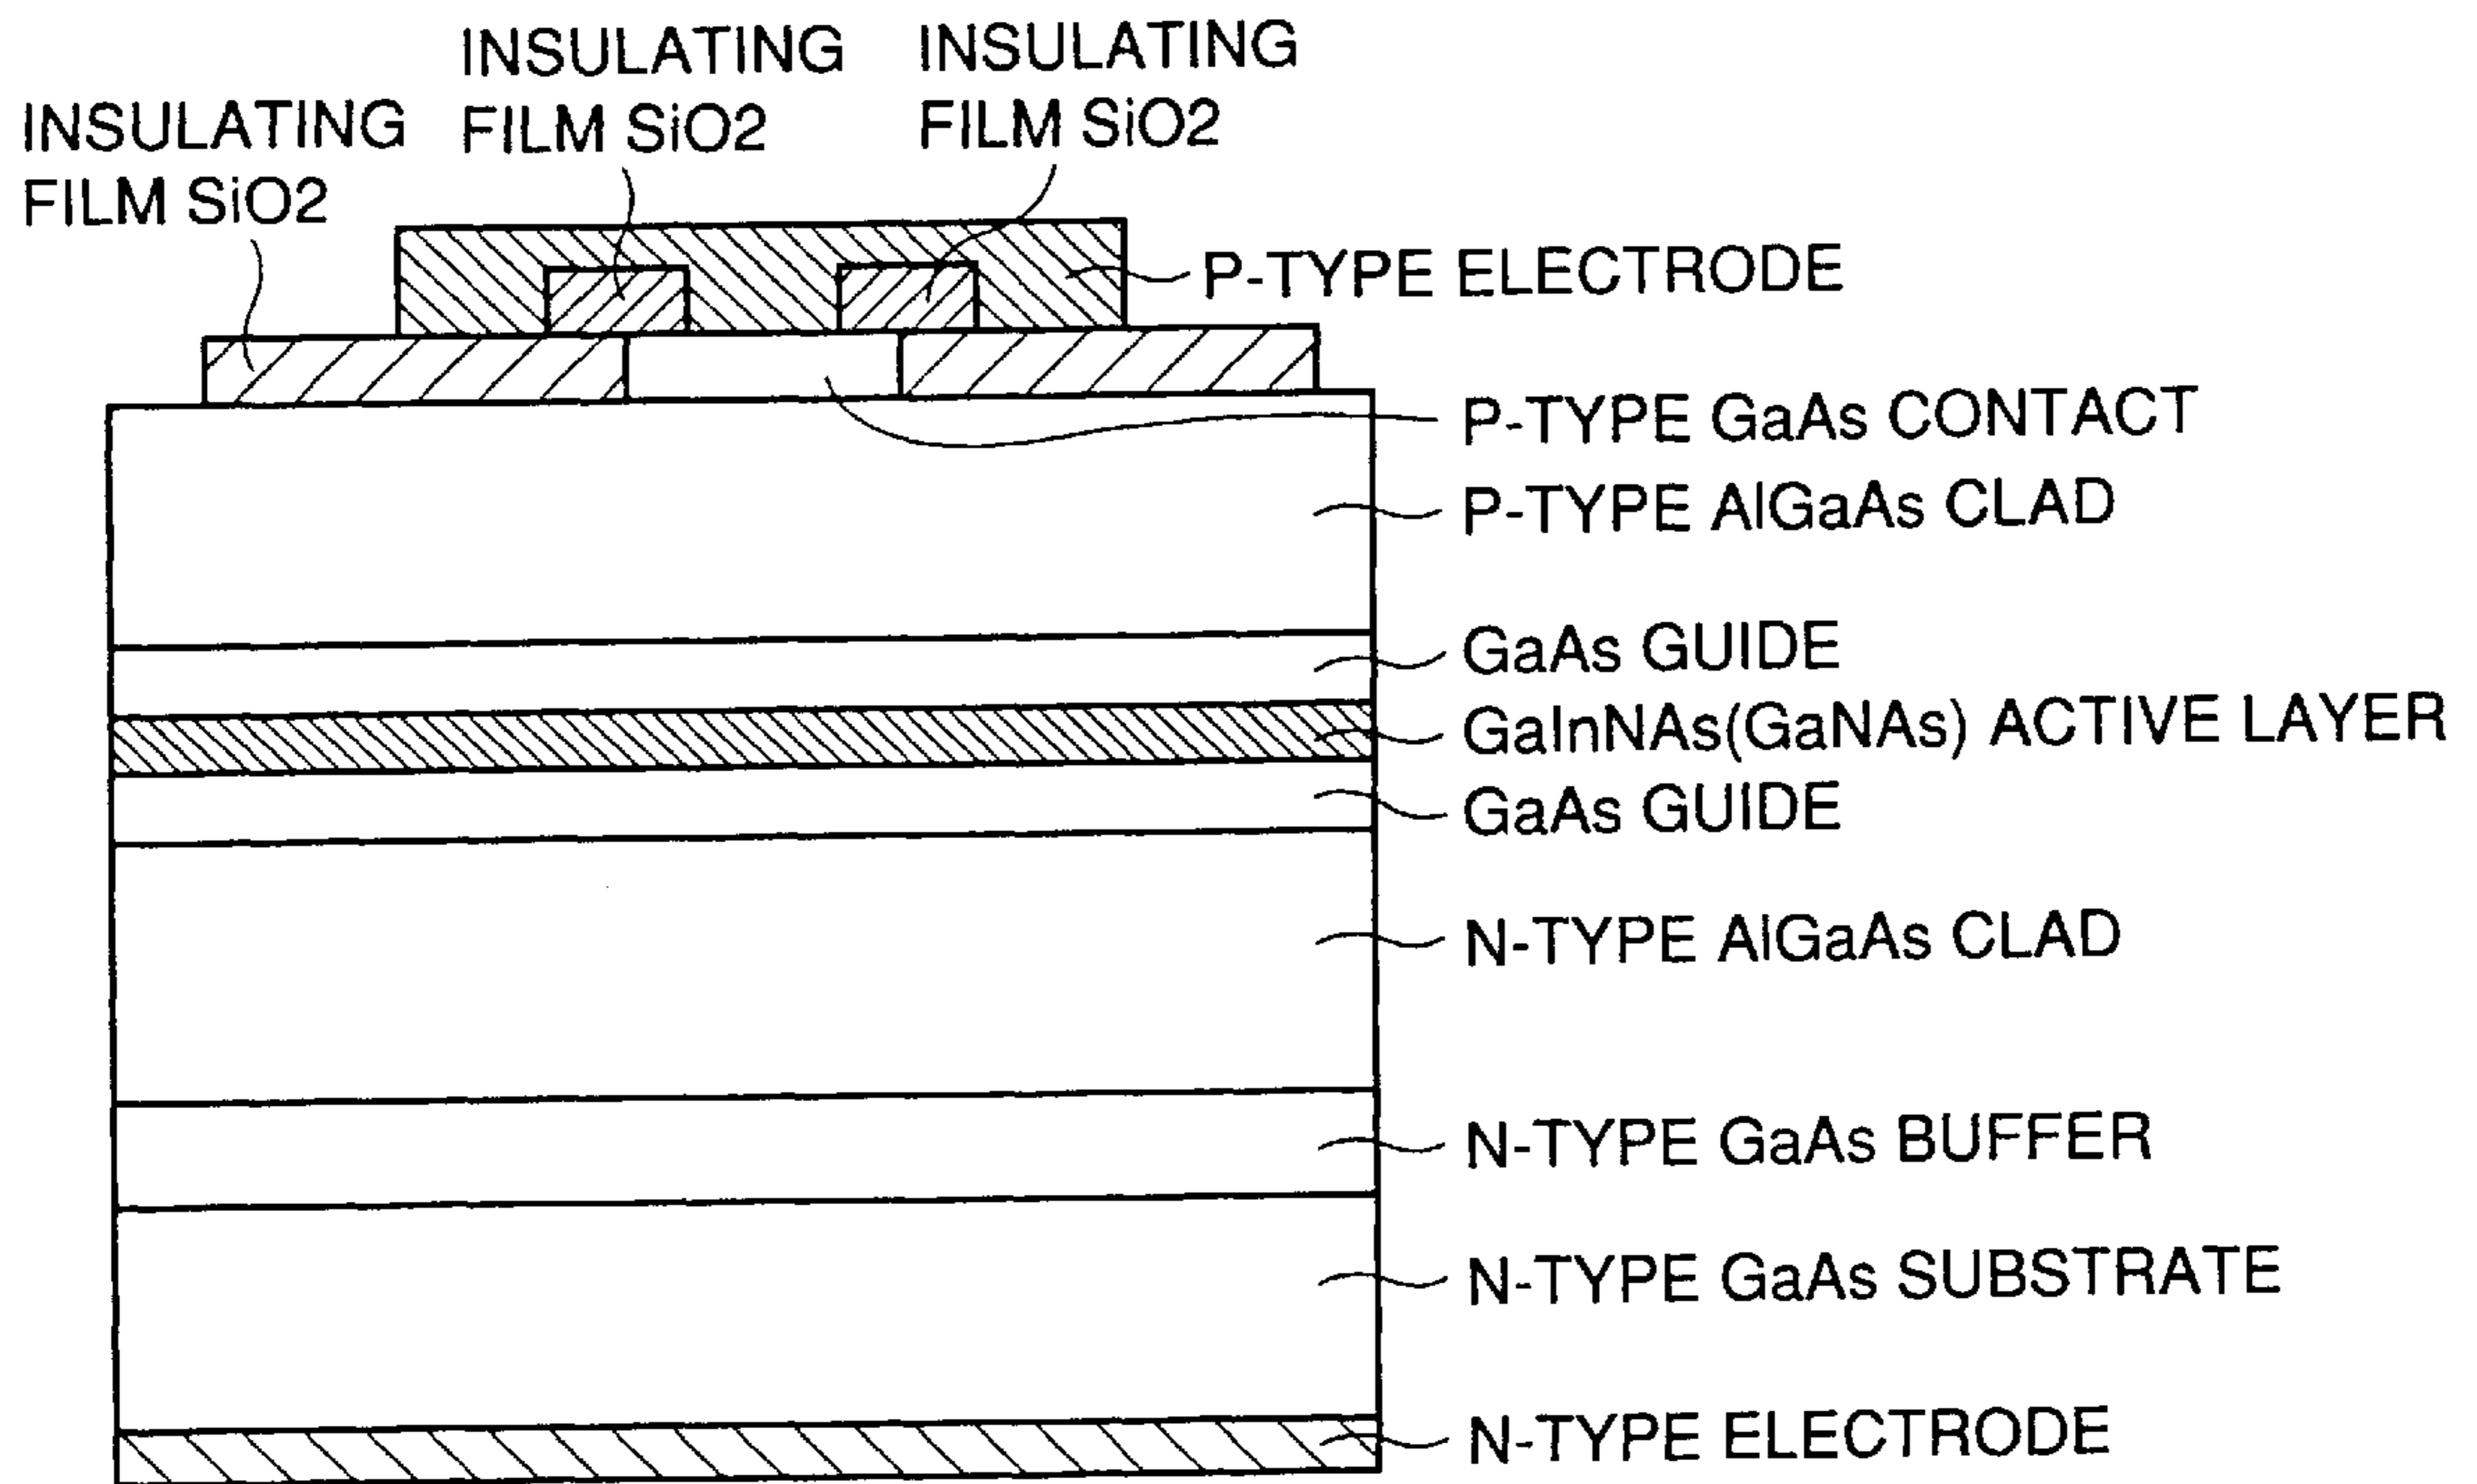 INSULATING
FILM SiO2
INSULATING
FILM SiO2
INSULATING
FILM SiO2
P-TYPE ELECTRODE
P-TYPE GaAs CONTACT
P-TYPE AlGaAs CLAD
GaAs GUIDE
GaInNAs(GaNAs) ACTIVE LAYER
GaAs GUIDE
N-TYPE AlGaAs CLAD
N-TYPE GaAs BUFFER
N-TYPE GaAs SUBSTRATE
N-TYPE ELECTRODE